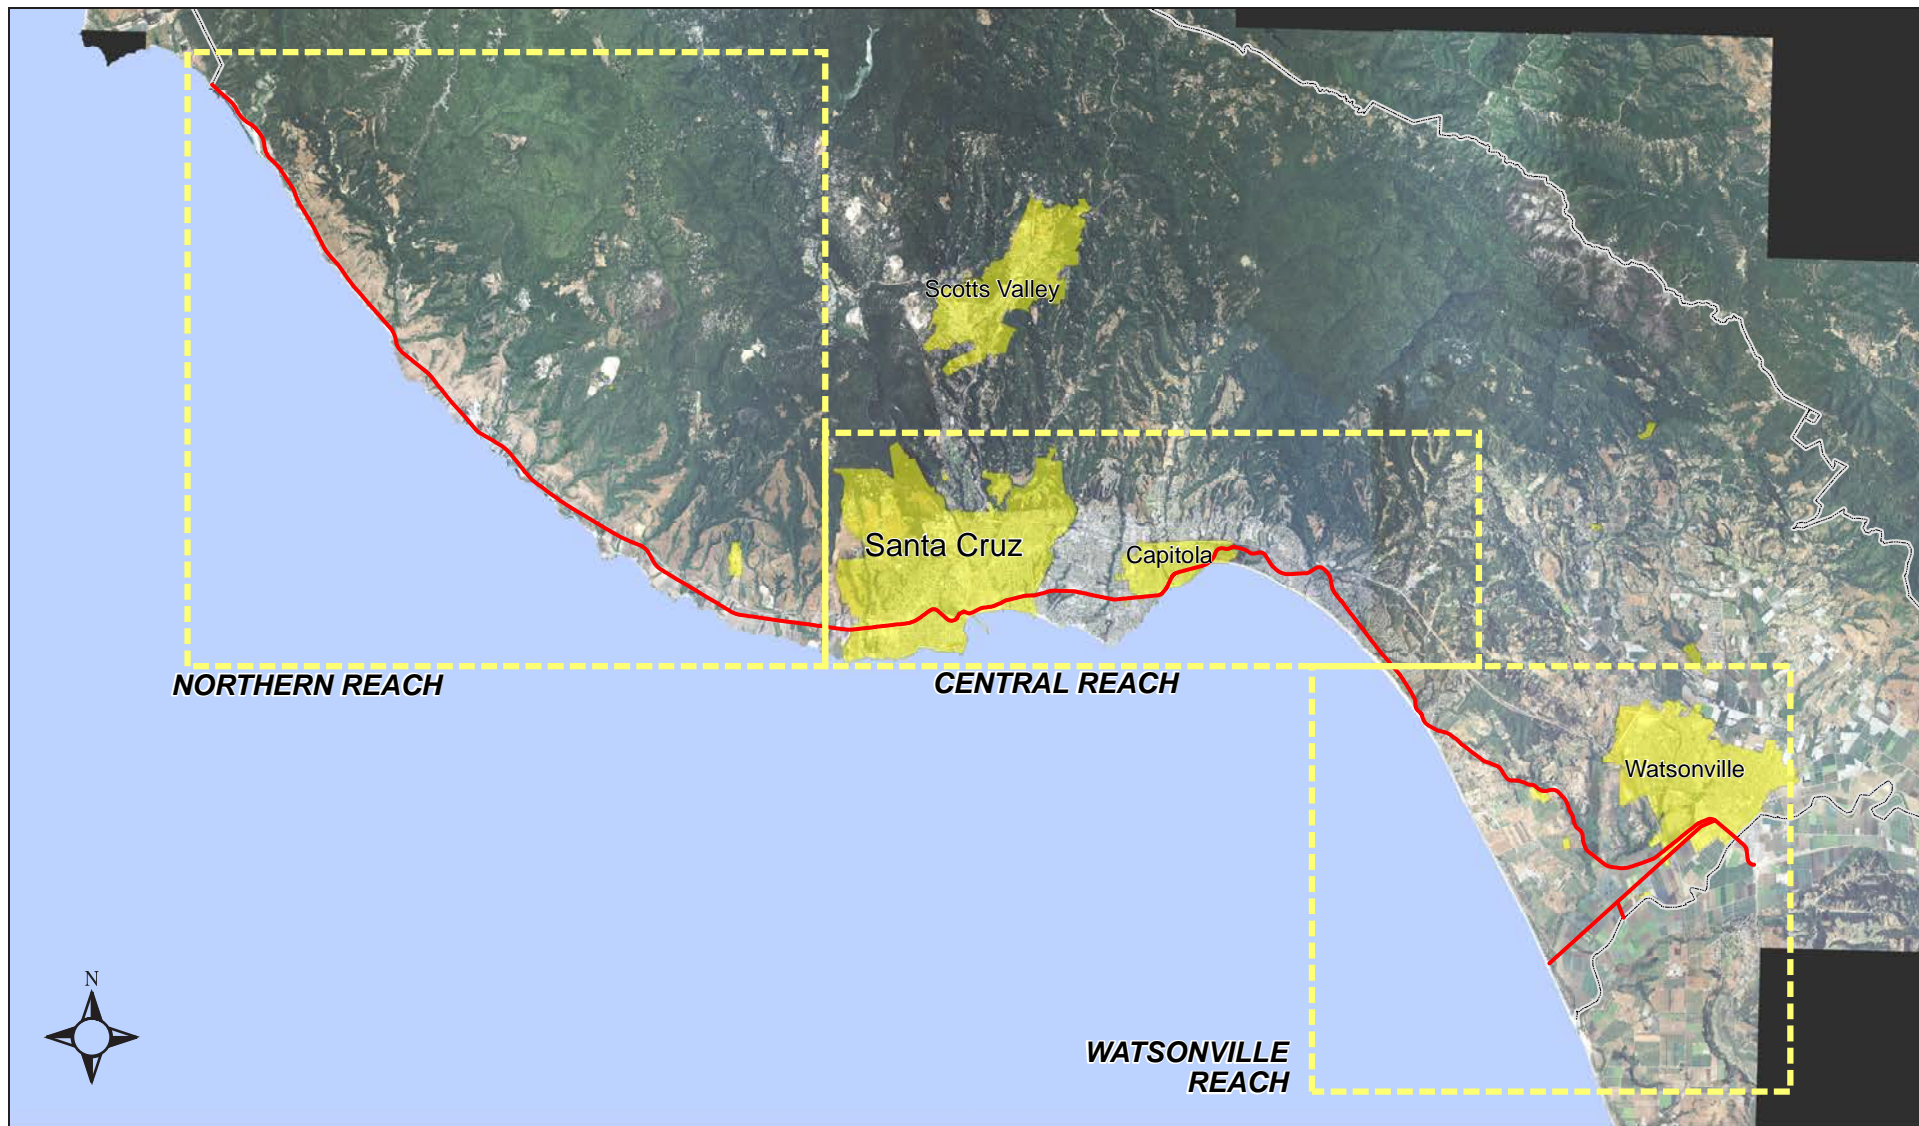 Scotts Valley
Santa Cruz
Capitola
NORTHERN REACH
CENTRAL REACH
Watsonville
N
WATSONVILLE
REACH